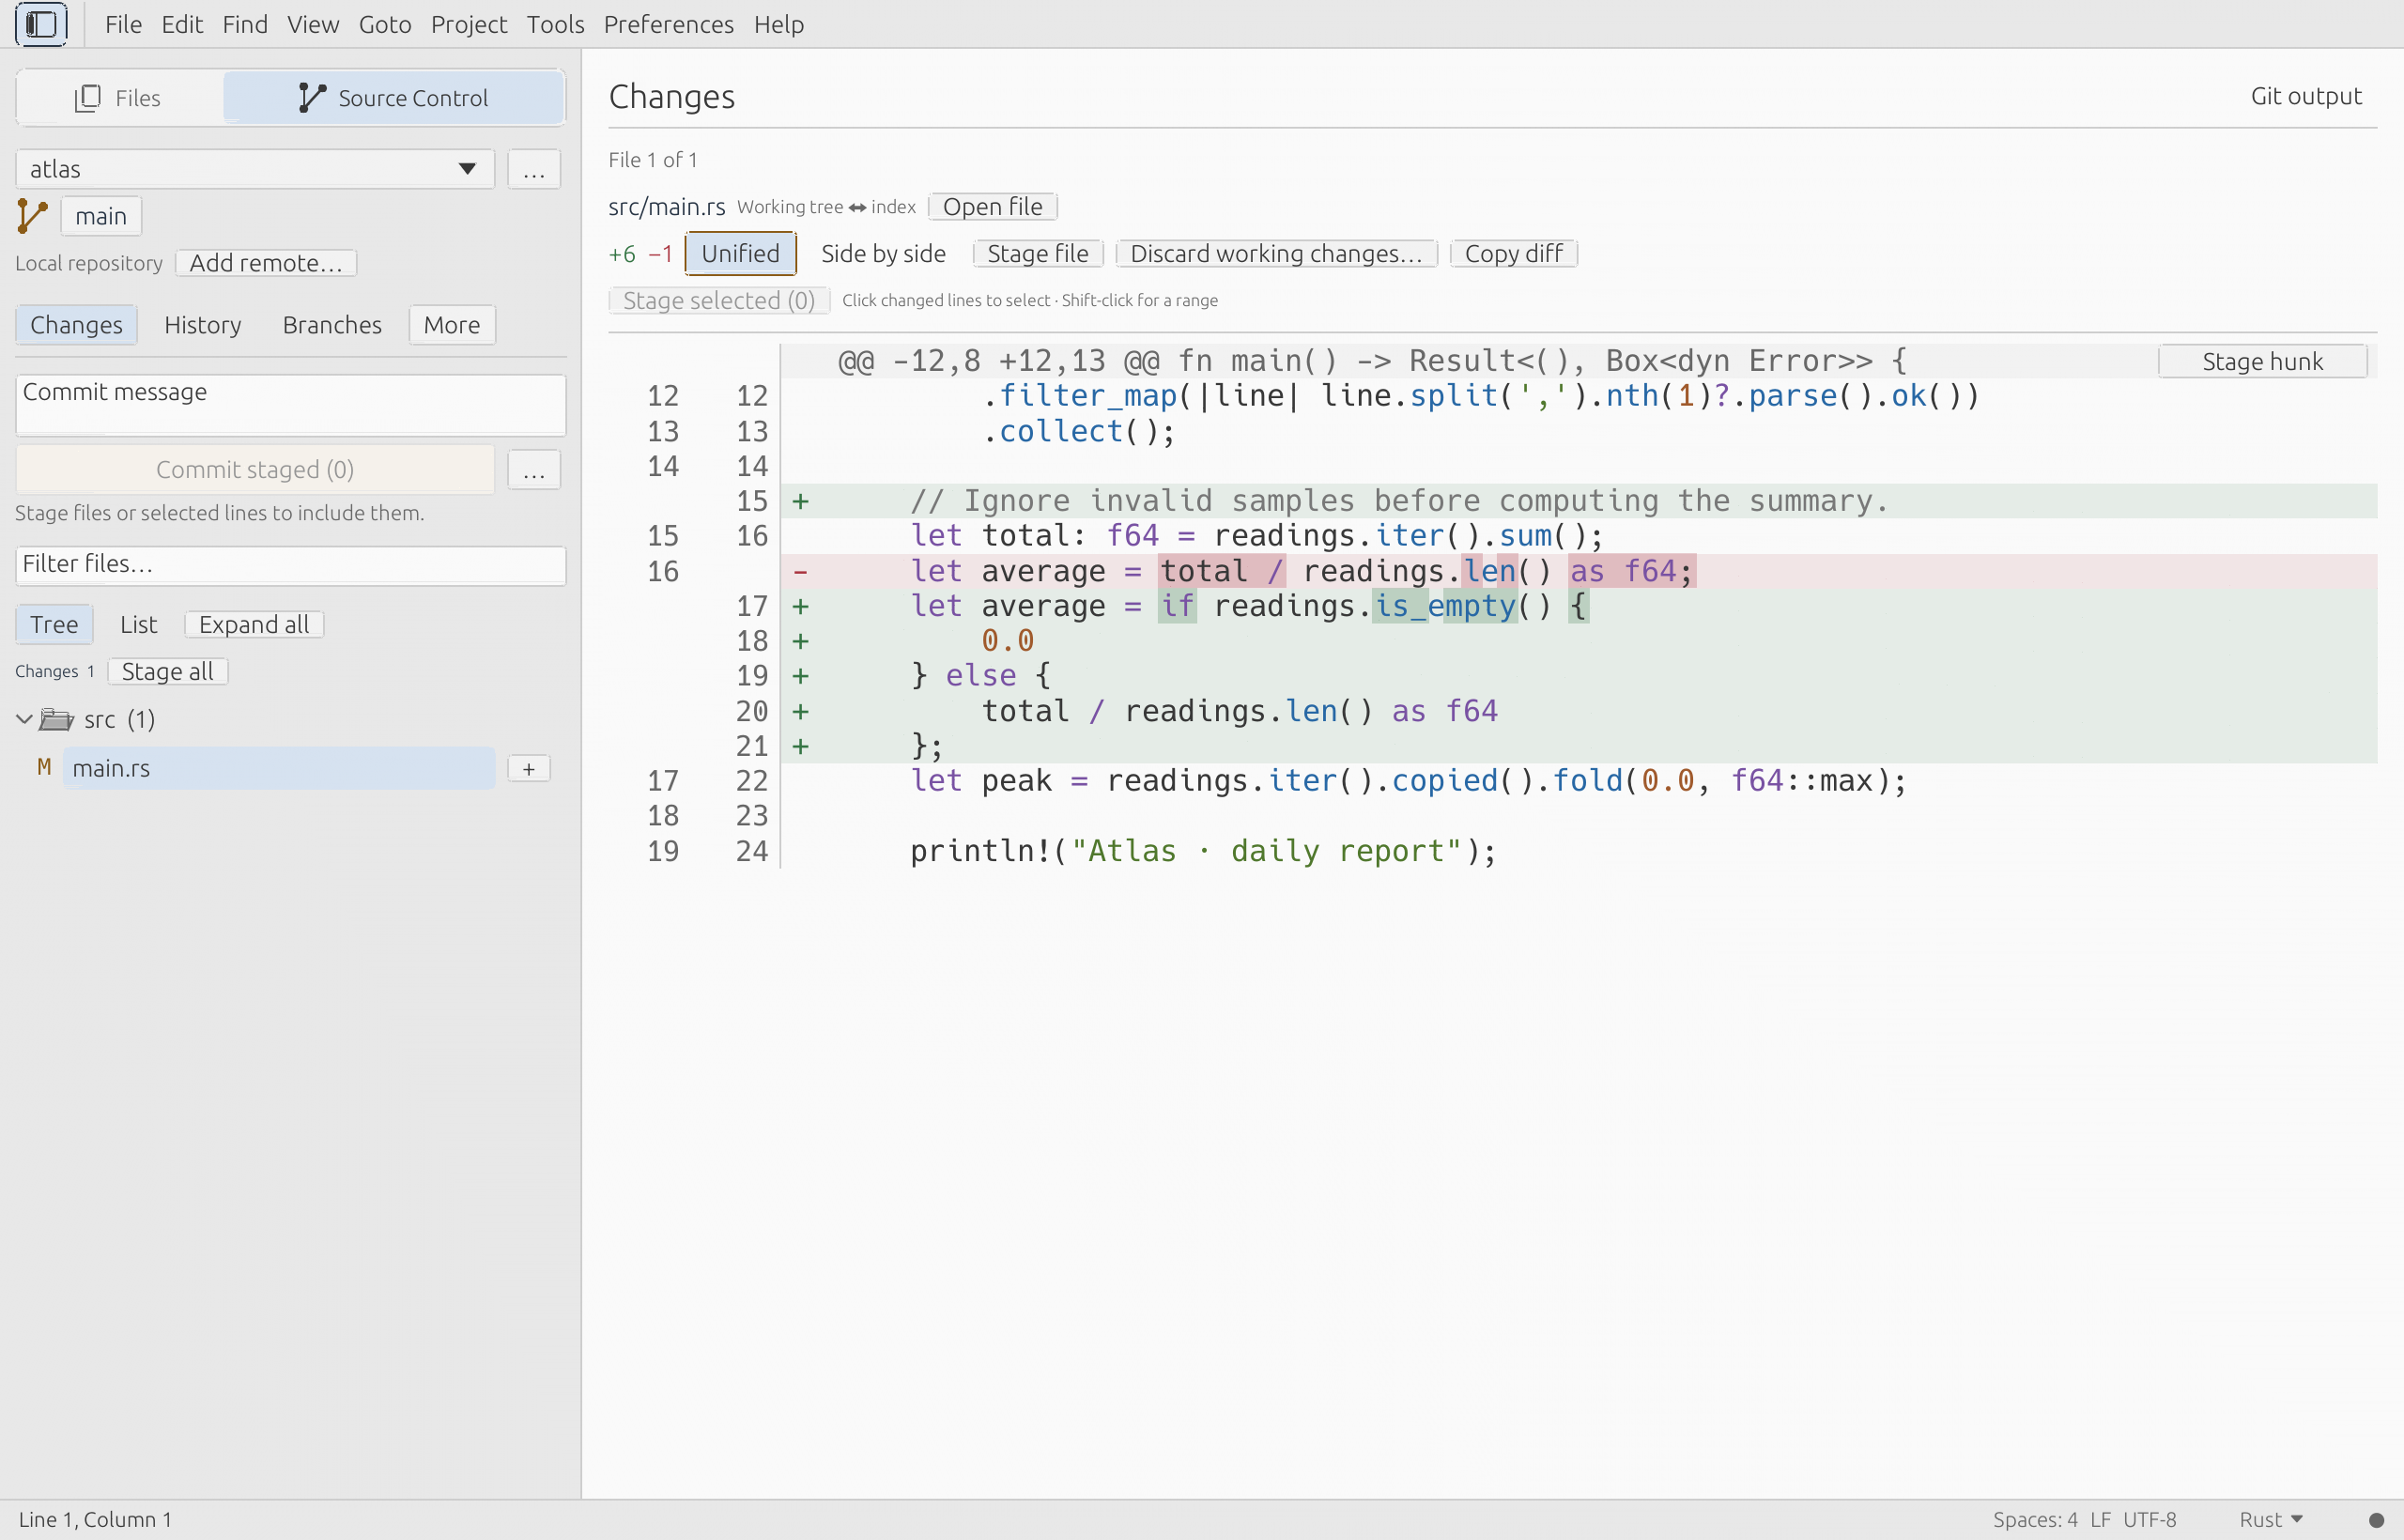 File Edit Find View Goto Project Tools Preferences Help
Files Source Control
atlas ...
main
Local repository Add remote...
Changes History Branches More
Commit message
Commit staged (0) ...
Stage files or selected lines to include them.
Filter files...
Tree List Expand all
Changes 1 Stage all
src (1)
M main.rs +
Changes Git output
File 1 of 1
src/main.rs Working tree ⬌ index Open file
+6 −1 Unified Side by side Stage file Discard working changes... Copy diff
Stage selected (0) Click changed lines to select · Shift-click for a range
@@ -12,8 +12,13 @@ fn main() -> Result<(), Box<dyn Error>> { Stage hunk
12 12 .filter_map(|line| line.split(',').nth(1)?.parse().ok())
13 13 .collect();
14 14
15 + // Ignore invalid samples before computing the summary.
15 16 let total: f64 = readings.iter().sum();
16 - let average = total / readings.len() as f64;
17 + let average = if readings.is_empty() {
18 + 0.0
19 + } else {
20 + total / readings.len() as f64
21 + };
17 22 let peak = readings.iter().copied().fold(0.0, f64::max);
18 23
19 24 println!("Atlas · daily report");
Line 1, Column 1 Spaces: 4 LF UTF-8 Rust